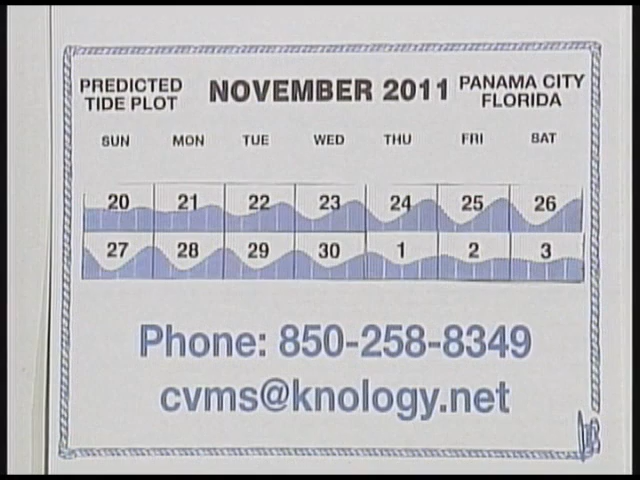 PREDICTED TIDE PLOT
NOVEMBER 2011
PANAMA CITY FLORIDA
SUN MON TUE WED THU FRI SAT
20 21 22 23 24 25 26
27 28 29 30 1 2 3
Phone: 850-258-8349
cvms@knology.net